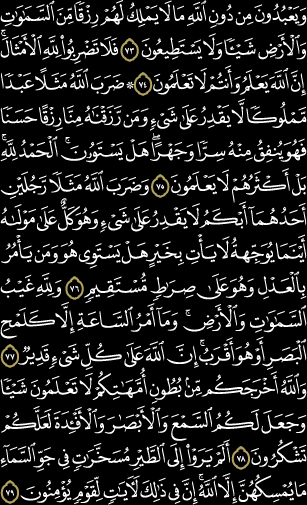 وَيَعۡبُدُونَ مِن دُونِ ٱللَّهِ مَا لَا يَمۡلِكُ لَهُمۡ رِزۡقٗا مِّنَ ٱلسَّمَٰوَٰتِ
وَٱلۡأَرۡضِ شَيۡـٔٗا وَلَا يَسۡتَطِيعُونَ ٧٣ فَلَا تَضۡرِبُواْ لِلَّهِ ٱلۡأَمۡثَالَۚ
إِنَّ ٱللَّهَ يَعۡلَمُ وَأَنتُمۡ لَا تَعۡلَمُونَ ٧٤ ۞ ضَرَبَ ٱللَّهُ مَثَلًا عَبۡدٗا
مَّمۡلُوكٗا لَّا يَقۡدِرُ عَلَىٰ شَيۡءٖ وَمَن رَّزَقۡنَٰهُ مِنَّا رِزۡقًا حَسَنٗا
فَهُوَ يُنفِقُ مِنۡهُ سِرّٗا وَجَهۡرًاۖ هَلۡ يَسۡتَوُۥنَۚ ٱلۡحَمۡدُ لِلَّهِۚ
بَلۡ أَكۡثَرُهُمۡ لَا يَعۡلَمُونَ ٧٥ وَضَرَبَ ٱللَّهُ مَثَلٗا رَّجُلَيۡنِ
أَحَدُهُمَآ أَبۡكَمُ لَا يَقۡدِرُ عَلَىٰ شَيۡءٖ وَهُوَ كَلٌّ عَلَىٰ مَوۡلَىٰهُ
أَيۡنَمَا يُوَجِّههُّ لَا يَأۡتِ بِخَيۡرٍ هَلۡ يَسۡتَوِي هُوَ وَمَن يَأۡمُرُ
بِٱلۡعَدۡلِ وَهُوَ عَلَىٰ صِرَٰطٖ مُّسۡتَقِيمٖ ٧٦ وَلِلَّهِ غَيۡبُ
ٱلسَّمَٰوَٰتِ وَٱلۡأَرۡضِۚ وَمَآ أَمۡرُ ٱلسَّاعَةِ إِلَّا كَلَمۡحِ
ٱلۡبَصَرِ أَوۡ هُوَ أَقۡرَبُۚ إِنَّ ٱللَّهَ عَلَىٰ كُلِّ شَيۡءٖ قَدِيرٞ ٧٧
وَٱللَّهُ أَخۡرَجَكُم مِّنۢ بُطُونِ أُمَّهَٰتِكُمۡ لَا تَعۡلَمُونَ شَيۡـٔٗا
وَجَعَلَ لَكُمُ ٱلسَّمۡعَ وَٱلۡأَبۡصَٰرَ وَٱلۡأَفۡـِٔدَةَ لَعَلَّكُمۡ
تَشۡكُرُونَ ٧٨ أَلَمۡ يَرَوۡاْ إِلَى ٱلطَّيۡرِ مُسَخَّرَٰتٖ فِي جَوِّ ٱلسَّمَآءِ
مَا يُمۡسِكُهُنَّ إِلَّا ٱللَّهُۚ إِنَّ فِي ذَٰلِكَ لَأٓيَٰتٖ لِّقَوۡمٖ يُؤۡمِنُونَ ٧٩